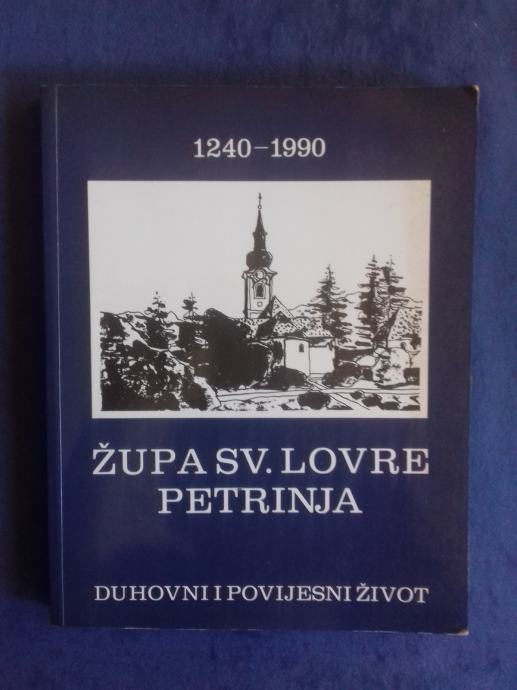 1240–1990
ŽUPA SV. LOVRE
PETRINJA
DUHOVNI I POVIJESNI ŽIVOT